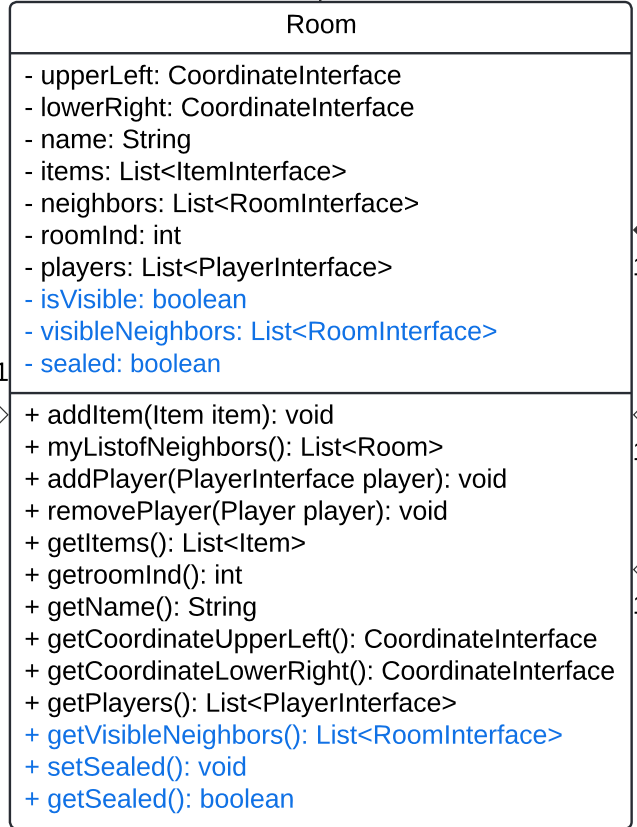 Room
- upperLeft: CoordinateInterface
- lowerRight: CoordinateInterface
- name: String
- items: List<ItemInterface>
- neighbors: List<RoomInterface>
- roomInd: int
- players: List<PlayerInterface>
- isVisible: boolean
- visibleNeighbors: List<RoomInterface>
- sealed: boolean
1
+ addItem(Item item): void
+ myListofNeighbors(): List<Room>
+ addPlayer(PlayerInterface player): void
+ removePlayer(Player player): void
+ getItems(): List<Item>
+ getroomInd(): int
+ getName(): String
+ getCoordinateUpperLeft(): CoordinateInterface
+ getCoordinateLowerRight(): CoordinateInterface
+ getPlayers(): List<PlayerInterface>
+ getVisibleNeighbors(): List<RoomInterface>
+ setSealed(): void
+ getSealed(): boolean